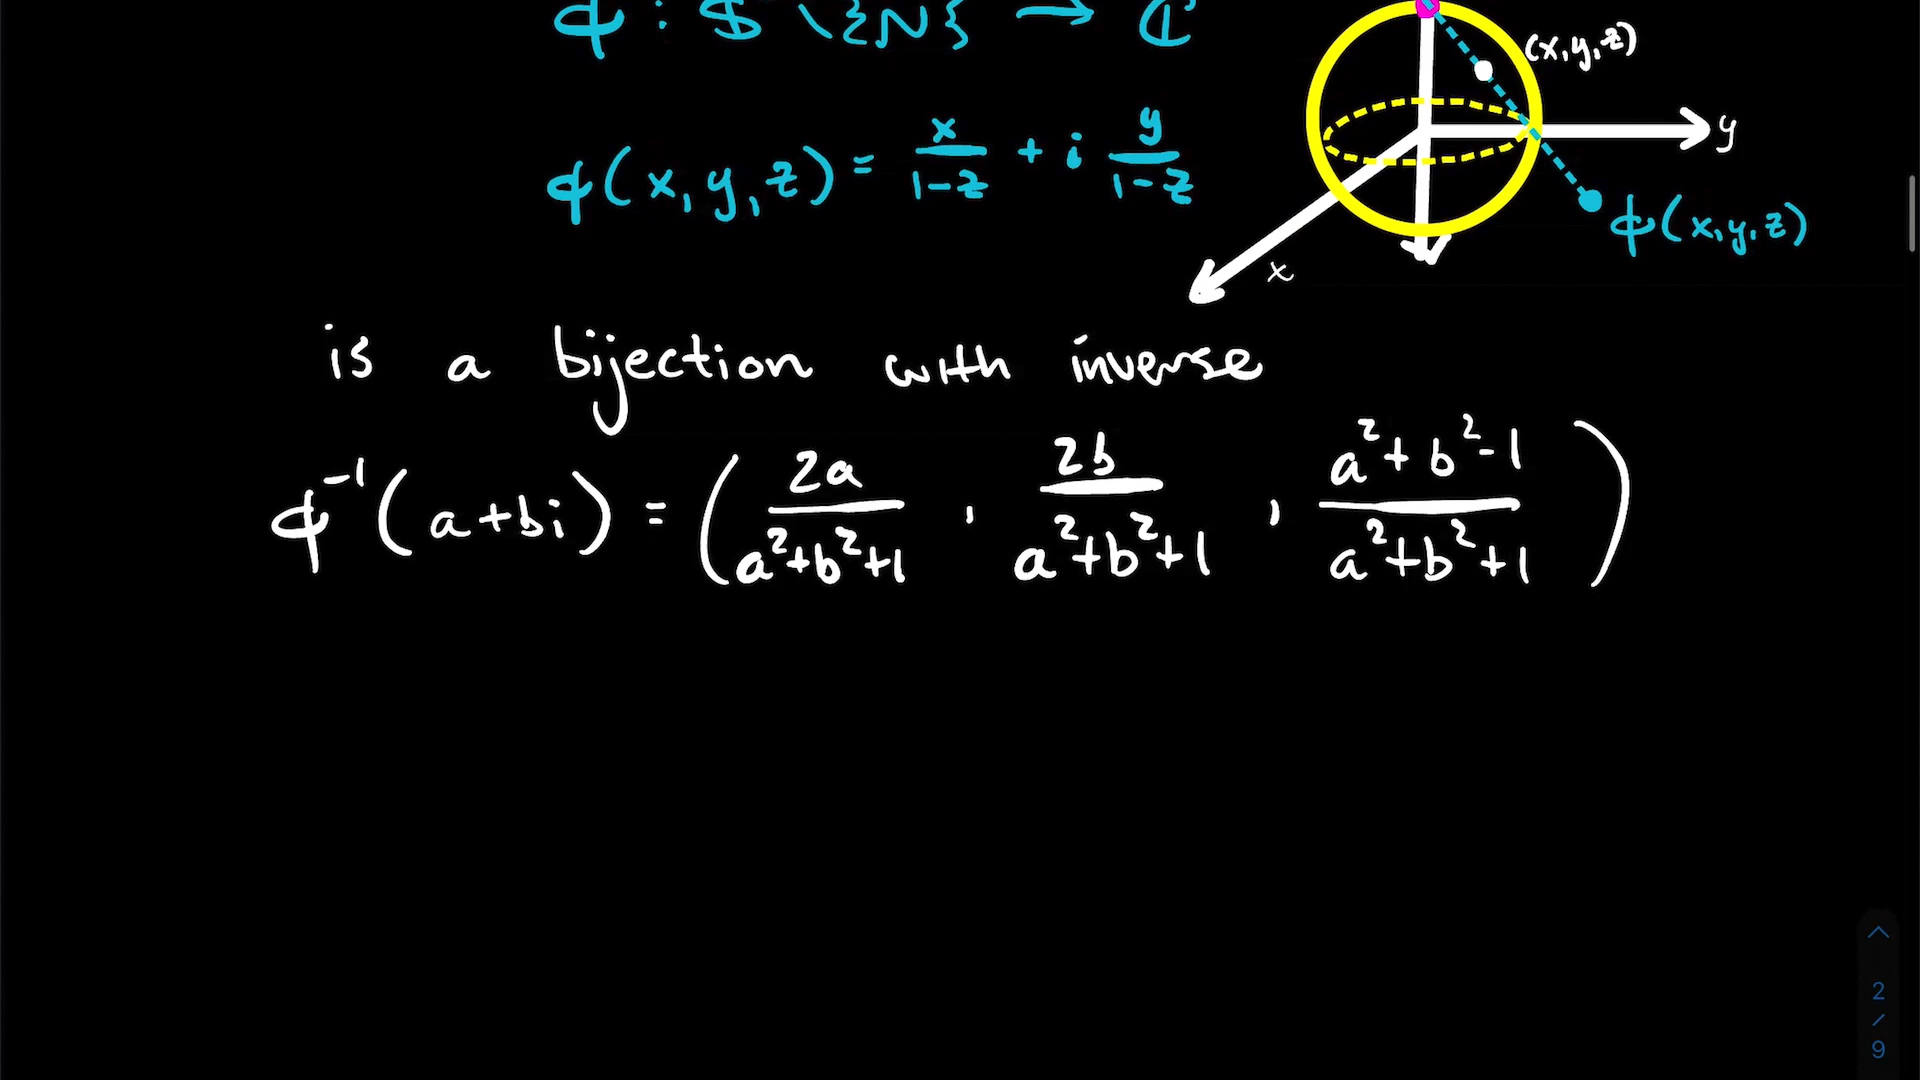 φ : $ \ {N} → ℂ
(x,y,z)
φ(x,y,z) = x/(1-z) + i y/(1-z)
y
φ(x,y,z)
x
is a bijection with inverse
φ⁻¹(a+bi) = (2a/(a²+b²+1), 2b/(a²+b²+1), (a²+b²-1)/(a²+b²+1))
2
/
9